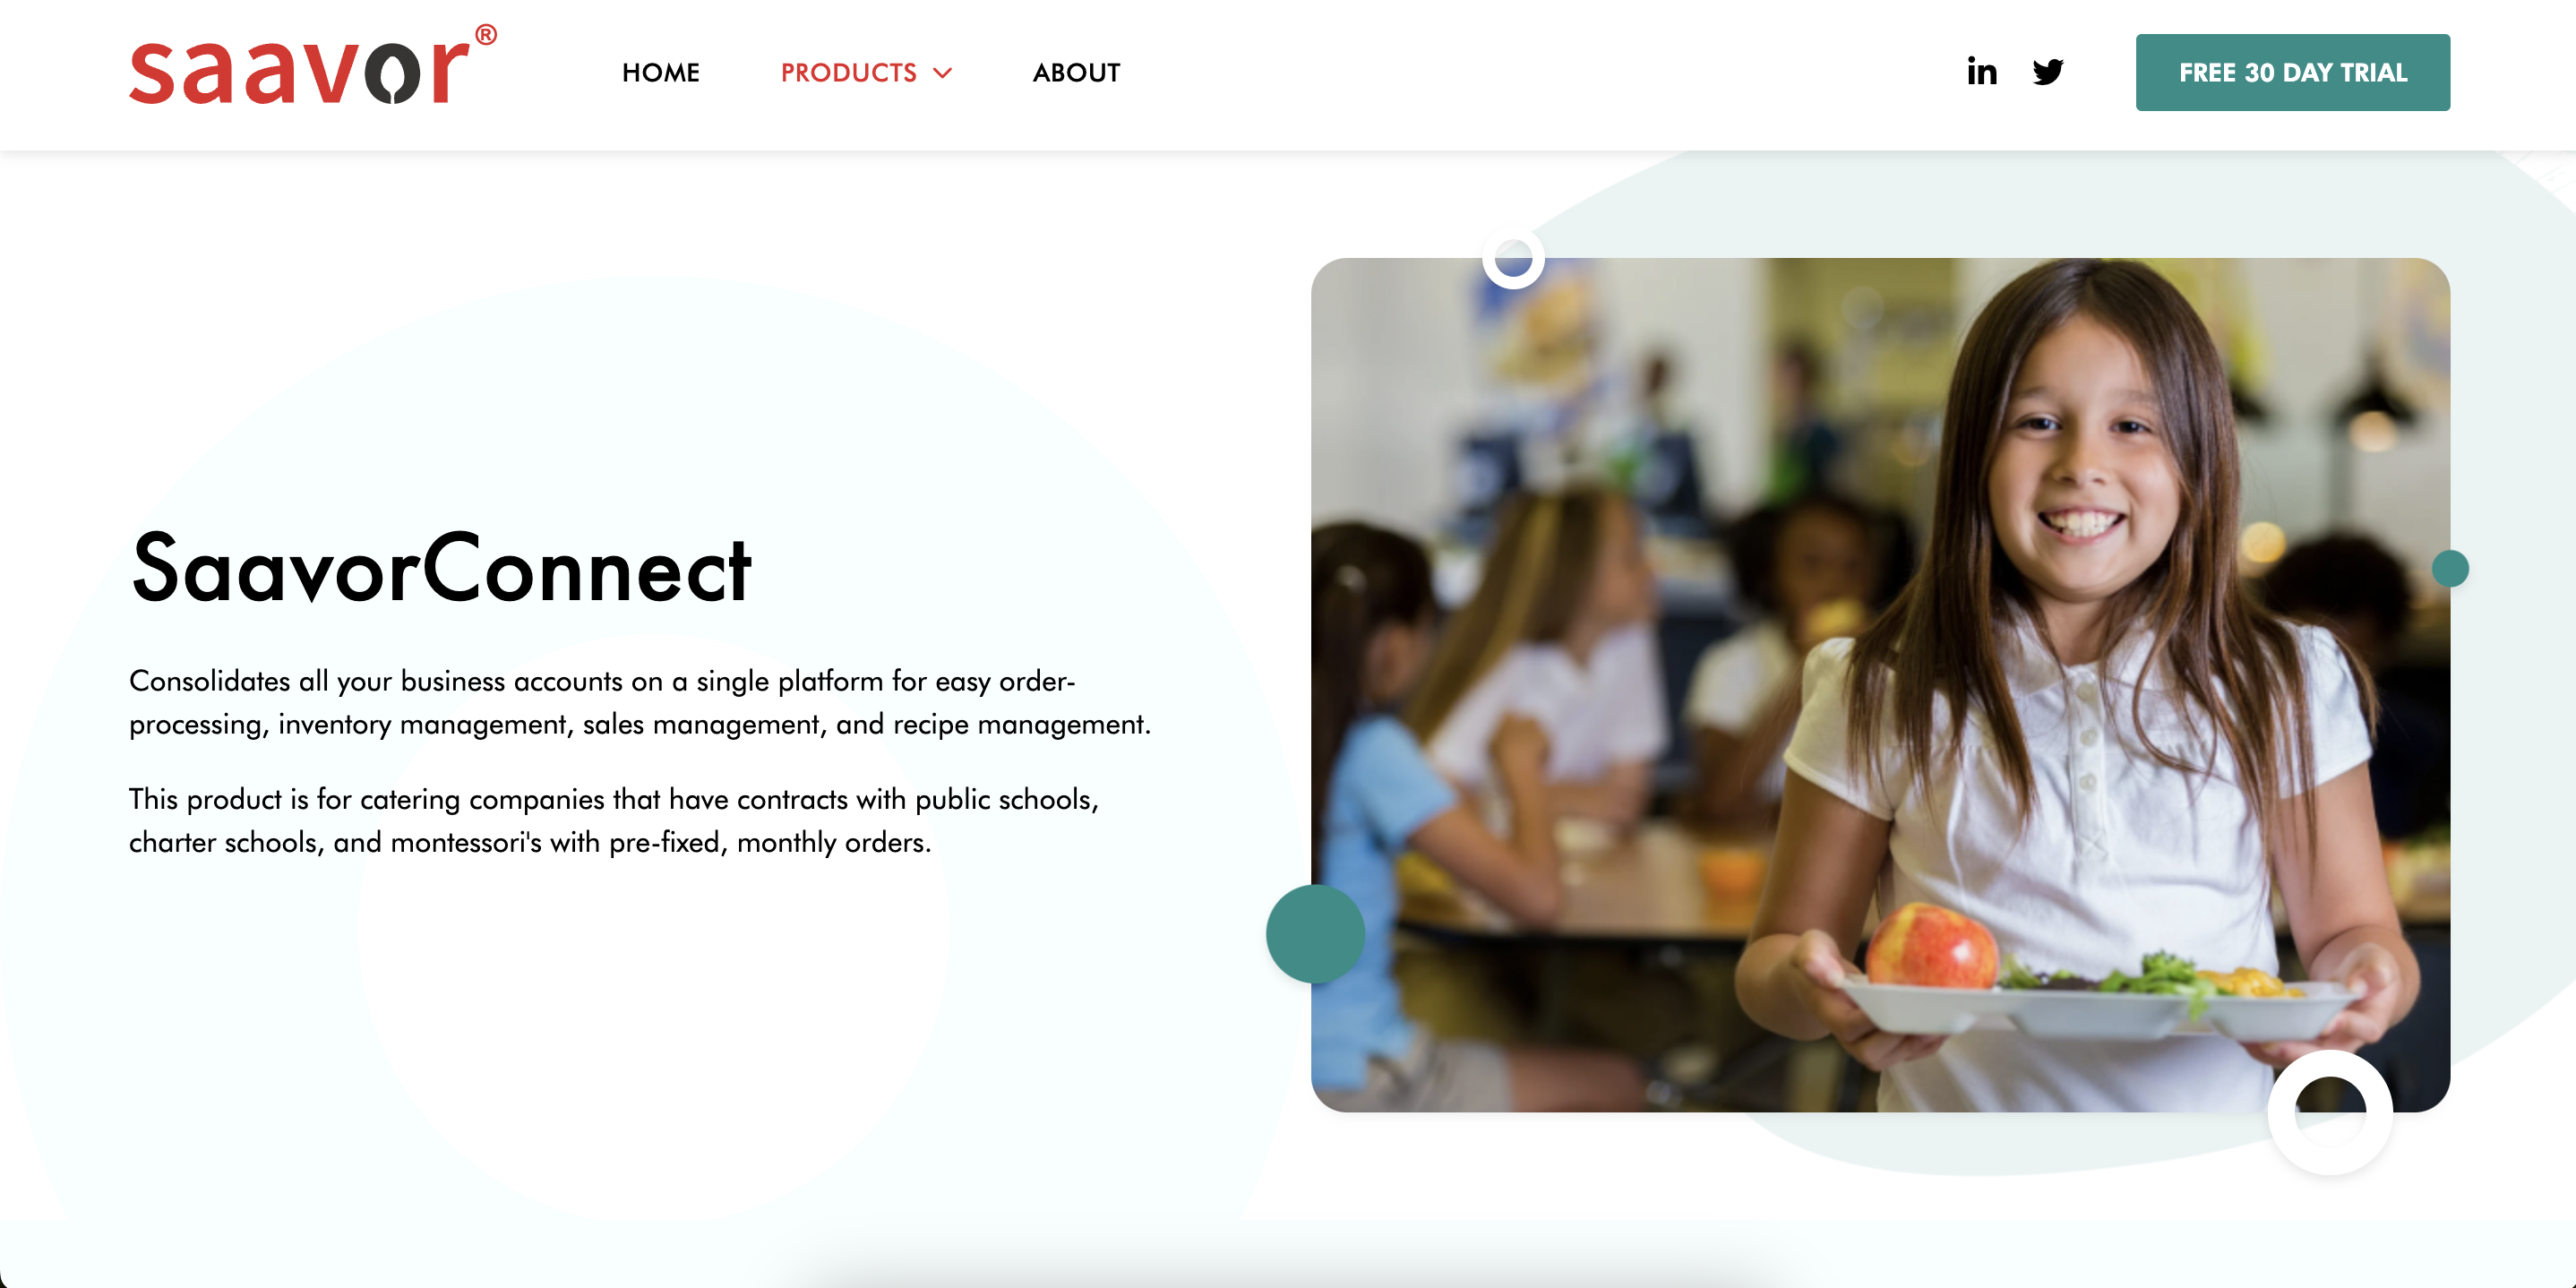 saavor®
HOME
PRODUCTS
ABOUT
in
FREE 30 DAY TRIAL
SaavorConnect
Consolidates all your business accounts on a single platform for easy order-
processing, inventory management, sales management, and recipe management.
This product is for catering companies that have contracts with public schools,
charter schools, and montessori's with pre-fixed, monthly orders.